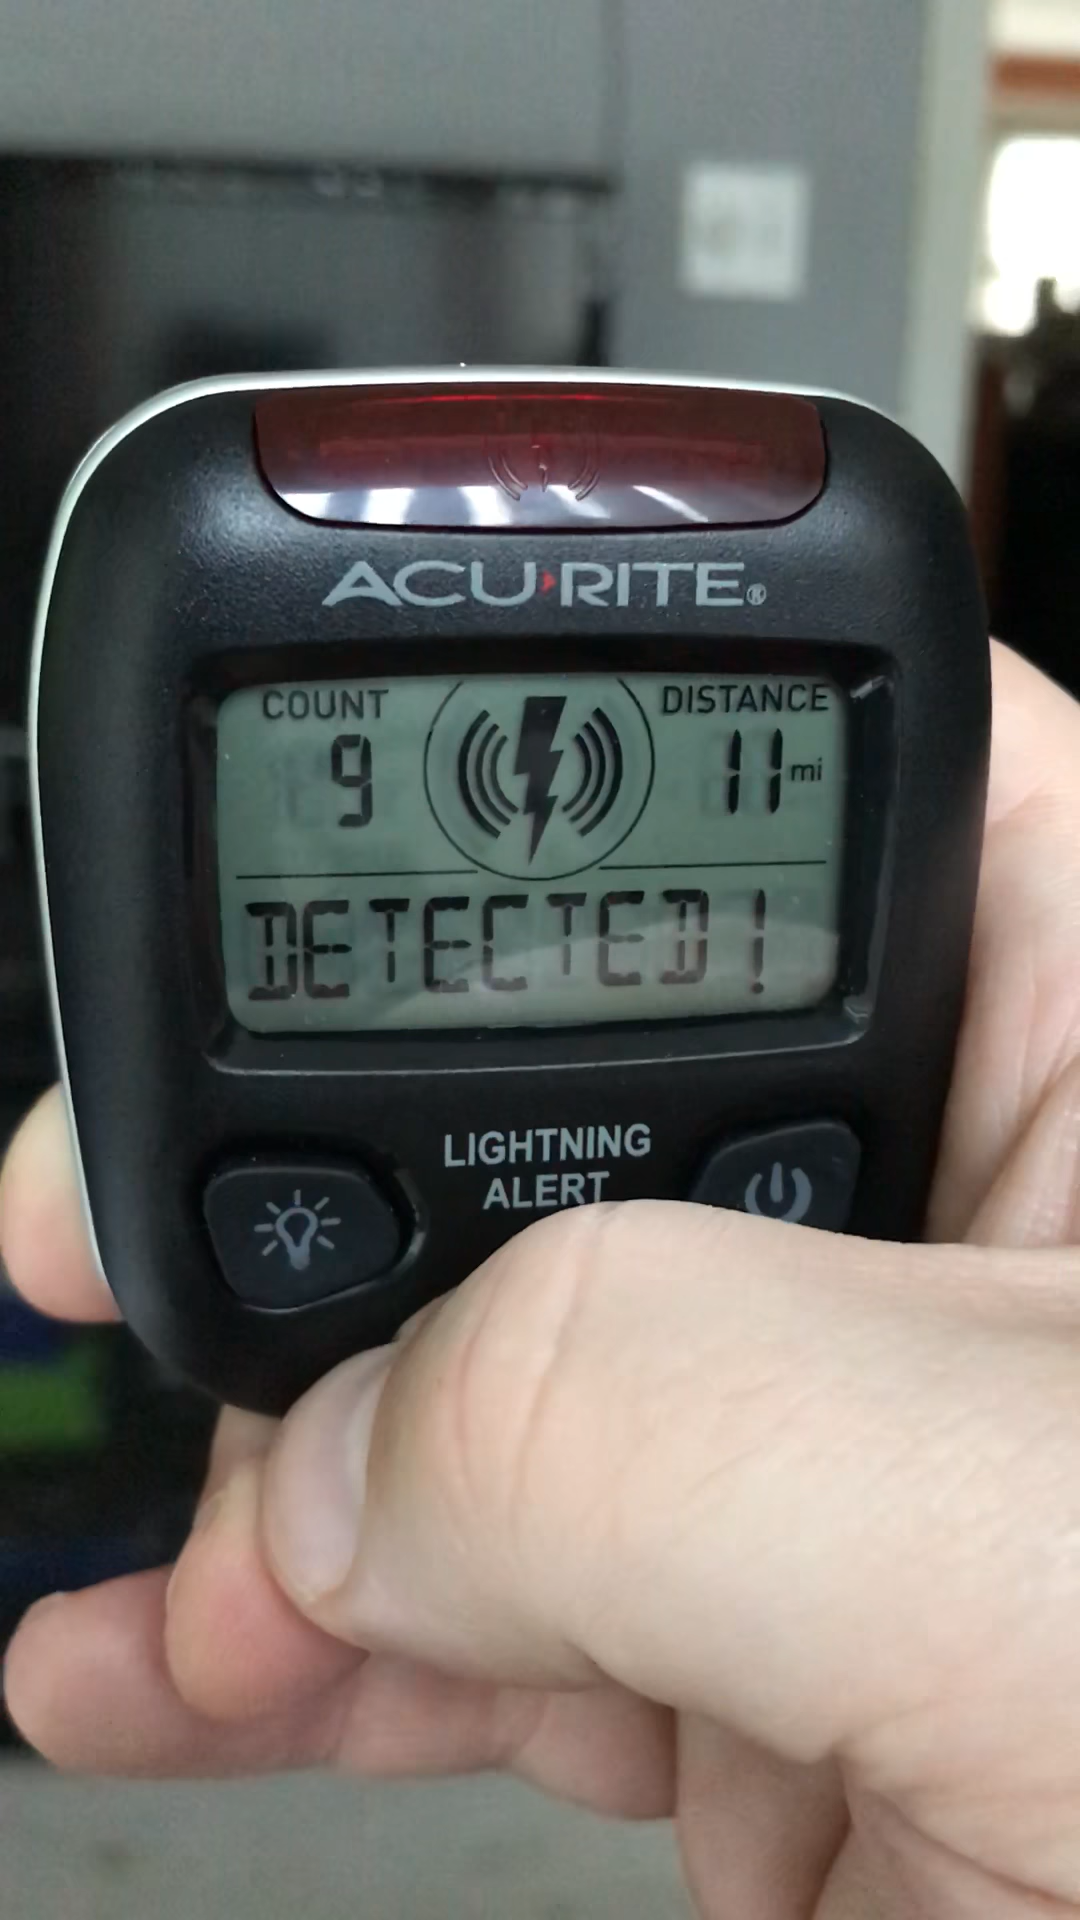 ACU▸RITE®
COUNT DISTANCE
9 11 mi
DETECTED!
LIGHTNING
ALERT